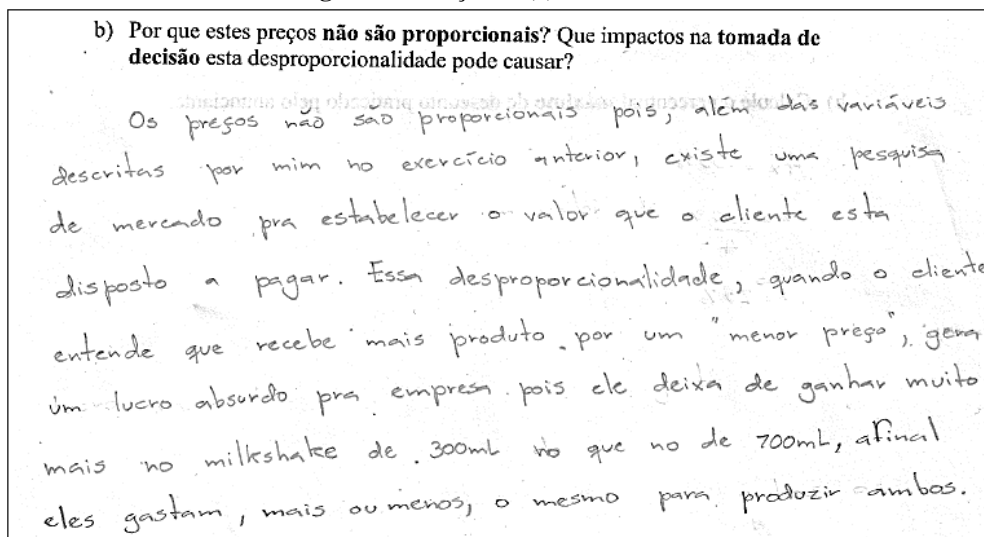 b) Por que estes preços não são proporcionais? Que impactos na tomada de
decisão esta desproporcionalidade pode causar?
Os preços não são proporcionais pois, além das variáveis
descritas por mim no exercício anterior, existe uma pesquisa
de mercado pra estabelecer o valor que o cliente esta
disposto a pagar. Essa desproporcionalidade, quando o cliente
entende que recebe mais produto por um "menor preço", gera
um lucro absurdo pra empresa pois ele deixa de ganhar muito
mais no milkshake de 300mL do que no de 700mL, afinal
eles gastam, mais ou menos, o mesmo para produzir ambos.